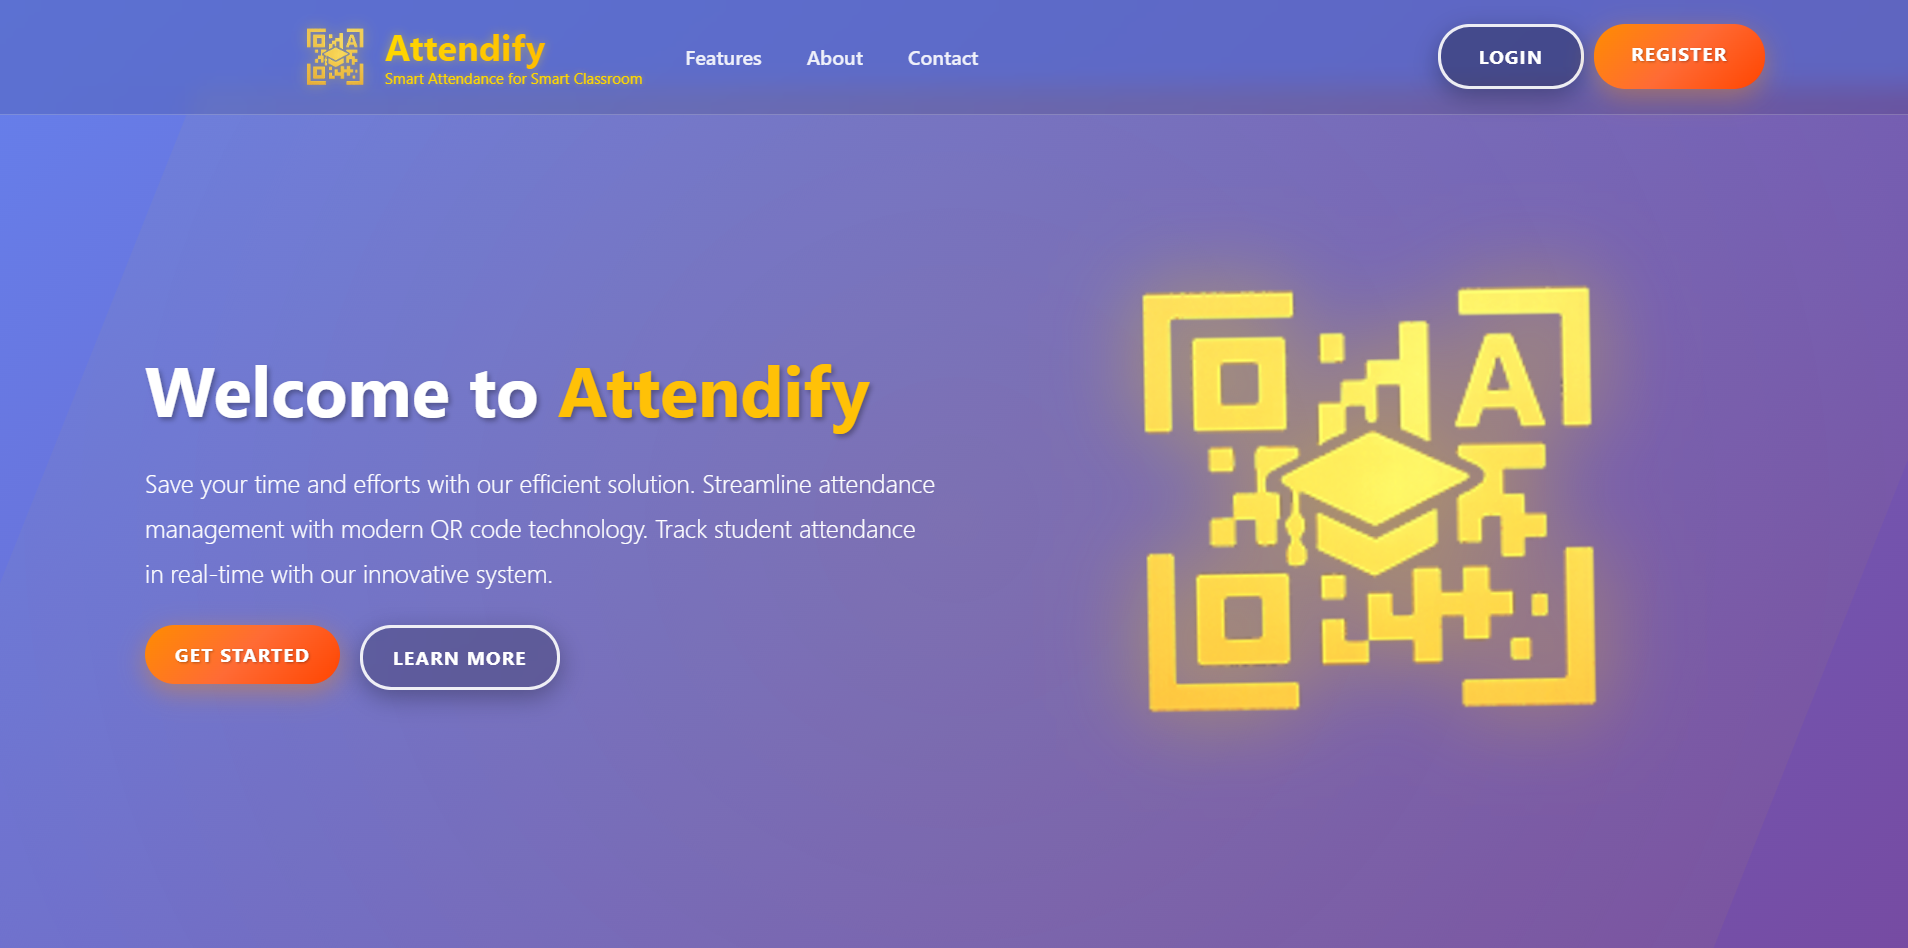 Attendify
Smart Attendance for Smart Classroom
Features
About
Contact
LOGIN
REGISTER
Welcome to Attendify
Save your time and efforts with our efficient solution. Streamline attendance
management with modern QR code technology. Track student attendance
in real-time with our innovative system.
GET STARTED
LEARN MORE
A